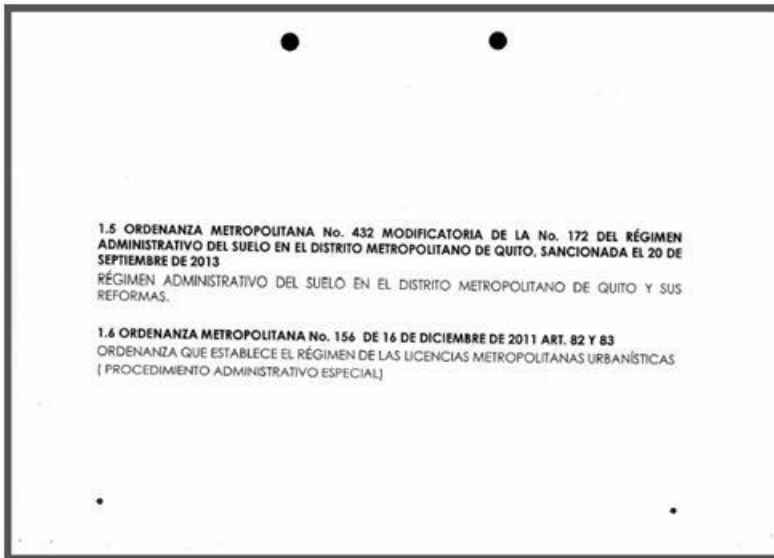 1.5 ORDENANZA METROPOLITANA No. 432 MODIFICATORIA DE LA No. 172 DEL RÉGIMEN
ADMINISTRATIVO DEL SUELO EN EL DISTRITO METROPOLITANO DE QUITO, SANCIONADA EL 20 DE
SEPTIEMBRE DE 2013
RÉGIMEN ADMINISTRATIVO DEL SUELO EN EL DISTRITO METROPOLITANO DE QUITO Y SUS
REFORMAS.
1.6 ORDENANZA METROPOLITANA No. 156 DE 16 DE DICIEMBRE DE 2011 ART. 82 Y 83
ORDENANZA QUE ESTABLECE EL RÉGIMEN DE LAS LICENCIAS METROPOLITANAS URBANÍSTICAS
( PROCEDIMIENTO ADMINISTRATIVO ESPECIAL)